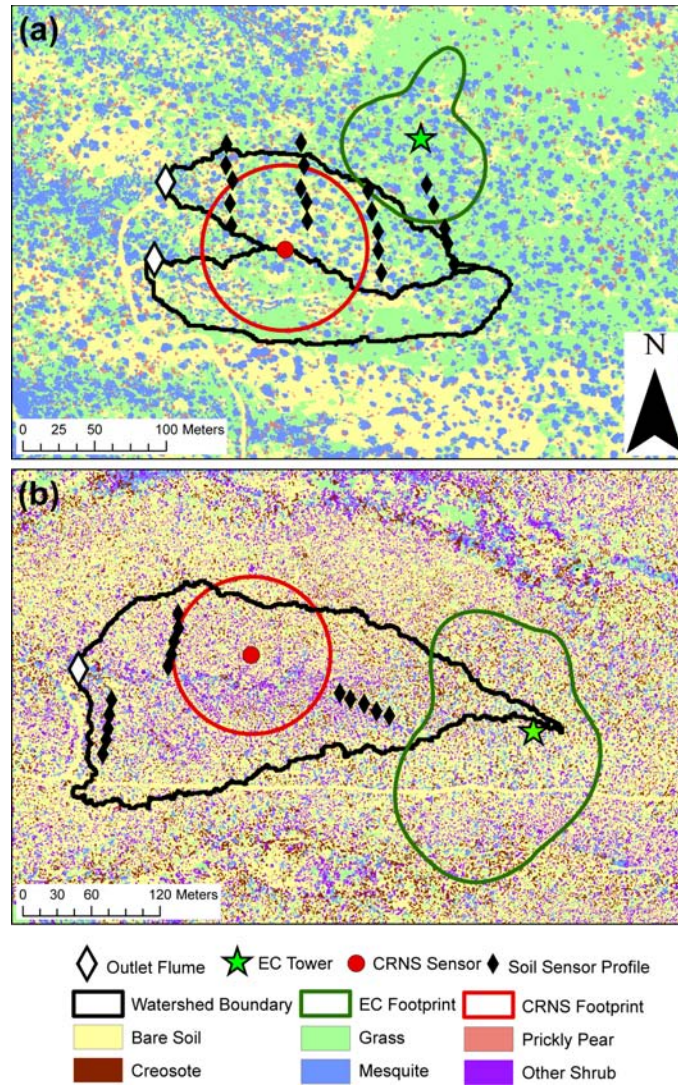 (a)
N
0 25 50 100 Meters
(b)
0 30 60 120 Meters
Outlet Flume EC Tower CRNS Sensor Soil Sensor Profile
Watershed Boundary EC Footprint CRNS Footprint
Bare Soil Grass Prickly Pear
Creosote Mesquite Other Shrub